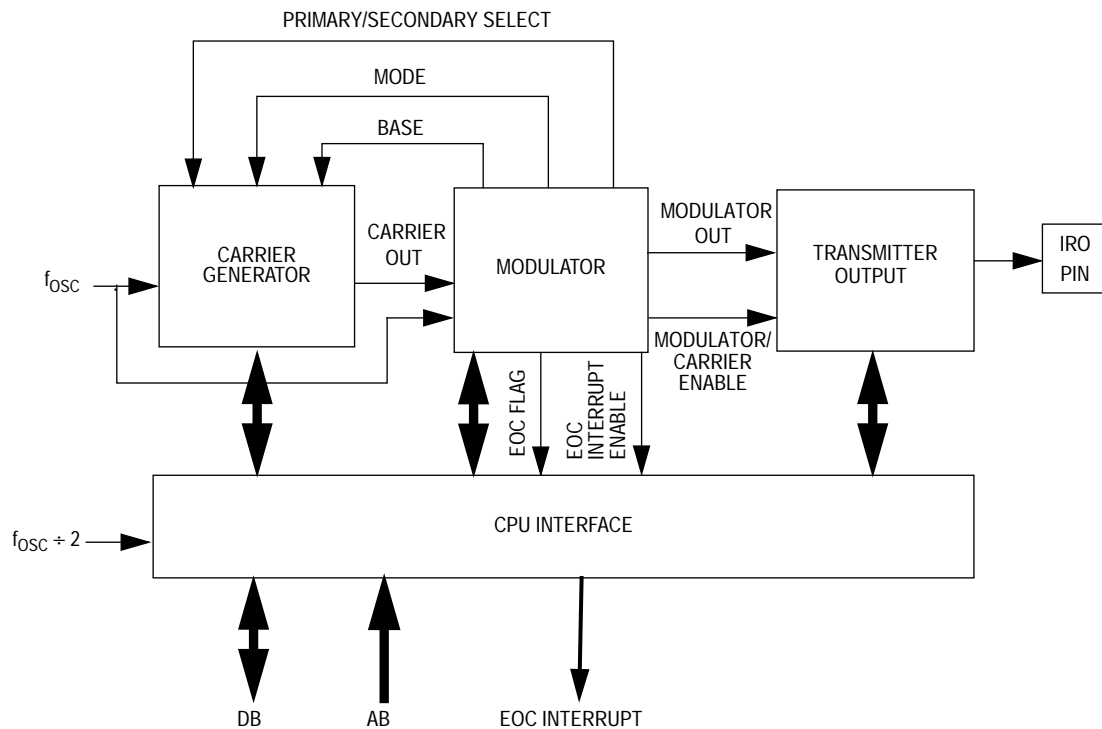 PRIMARY/SECONDARY SELECT
MODE
BASE
CARRIER
GENERATOR
CARRIER
OUT
MODULATOR
MODULATOR
OUT
TRANSMITTER
OUTPUT
IRO
PIN
fOSC
MODULATOR/
CARRIER
ENABLE
EOC FLAG
EOC
INTERRUPT
ENABLE
CPU INTERFACE
fOSC ÷ 2
DB
AB
EOC INTERRUPT